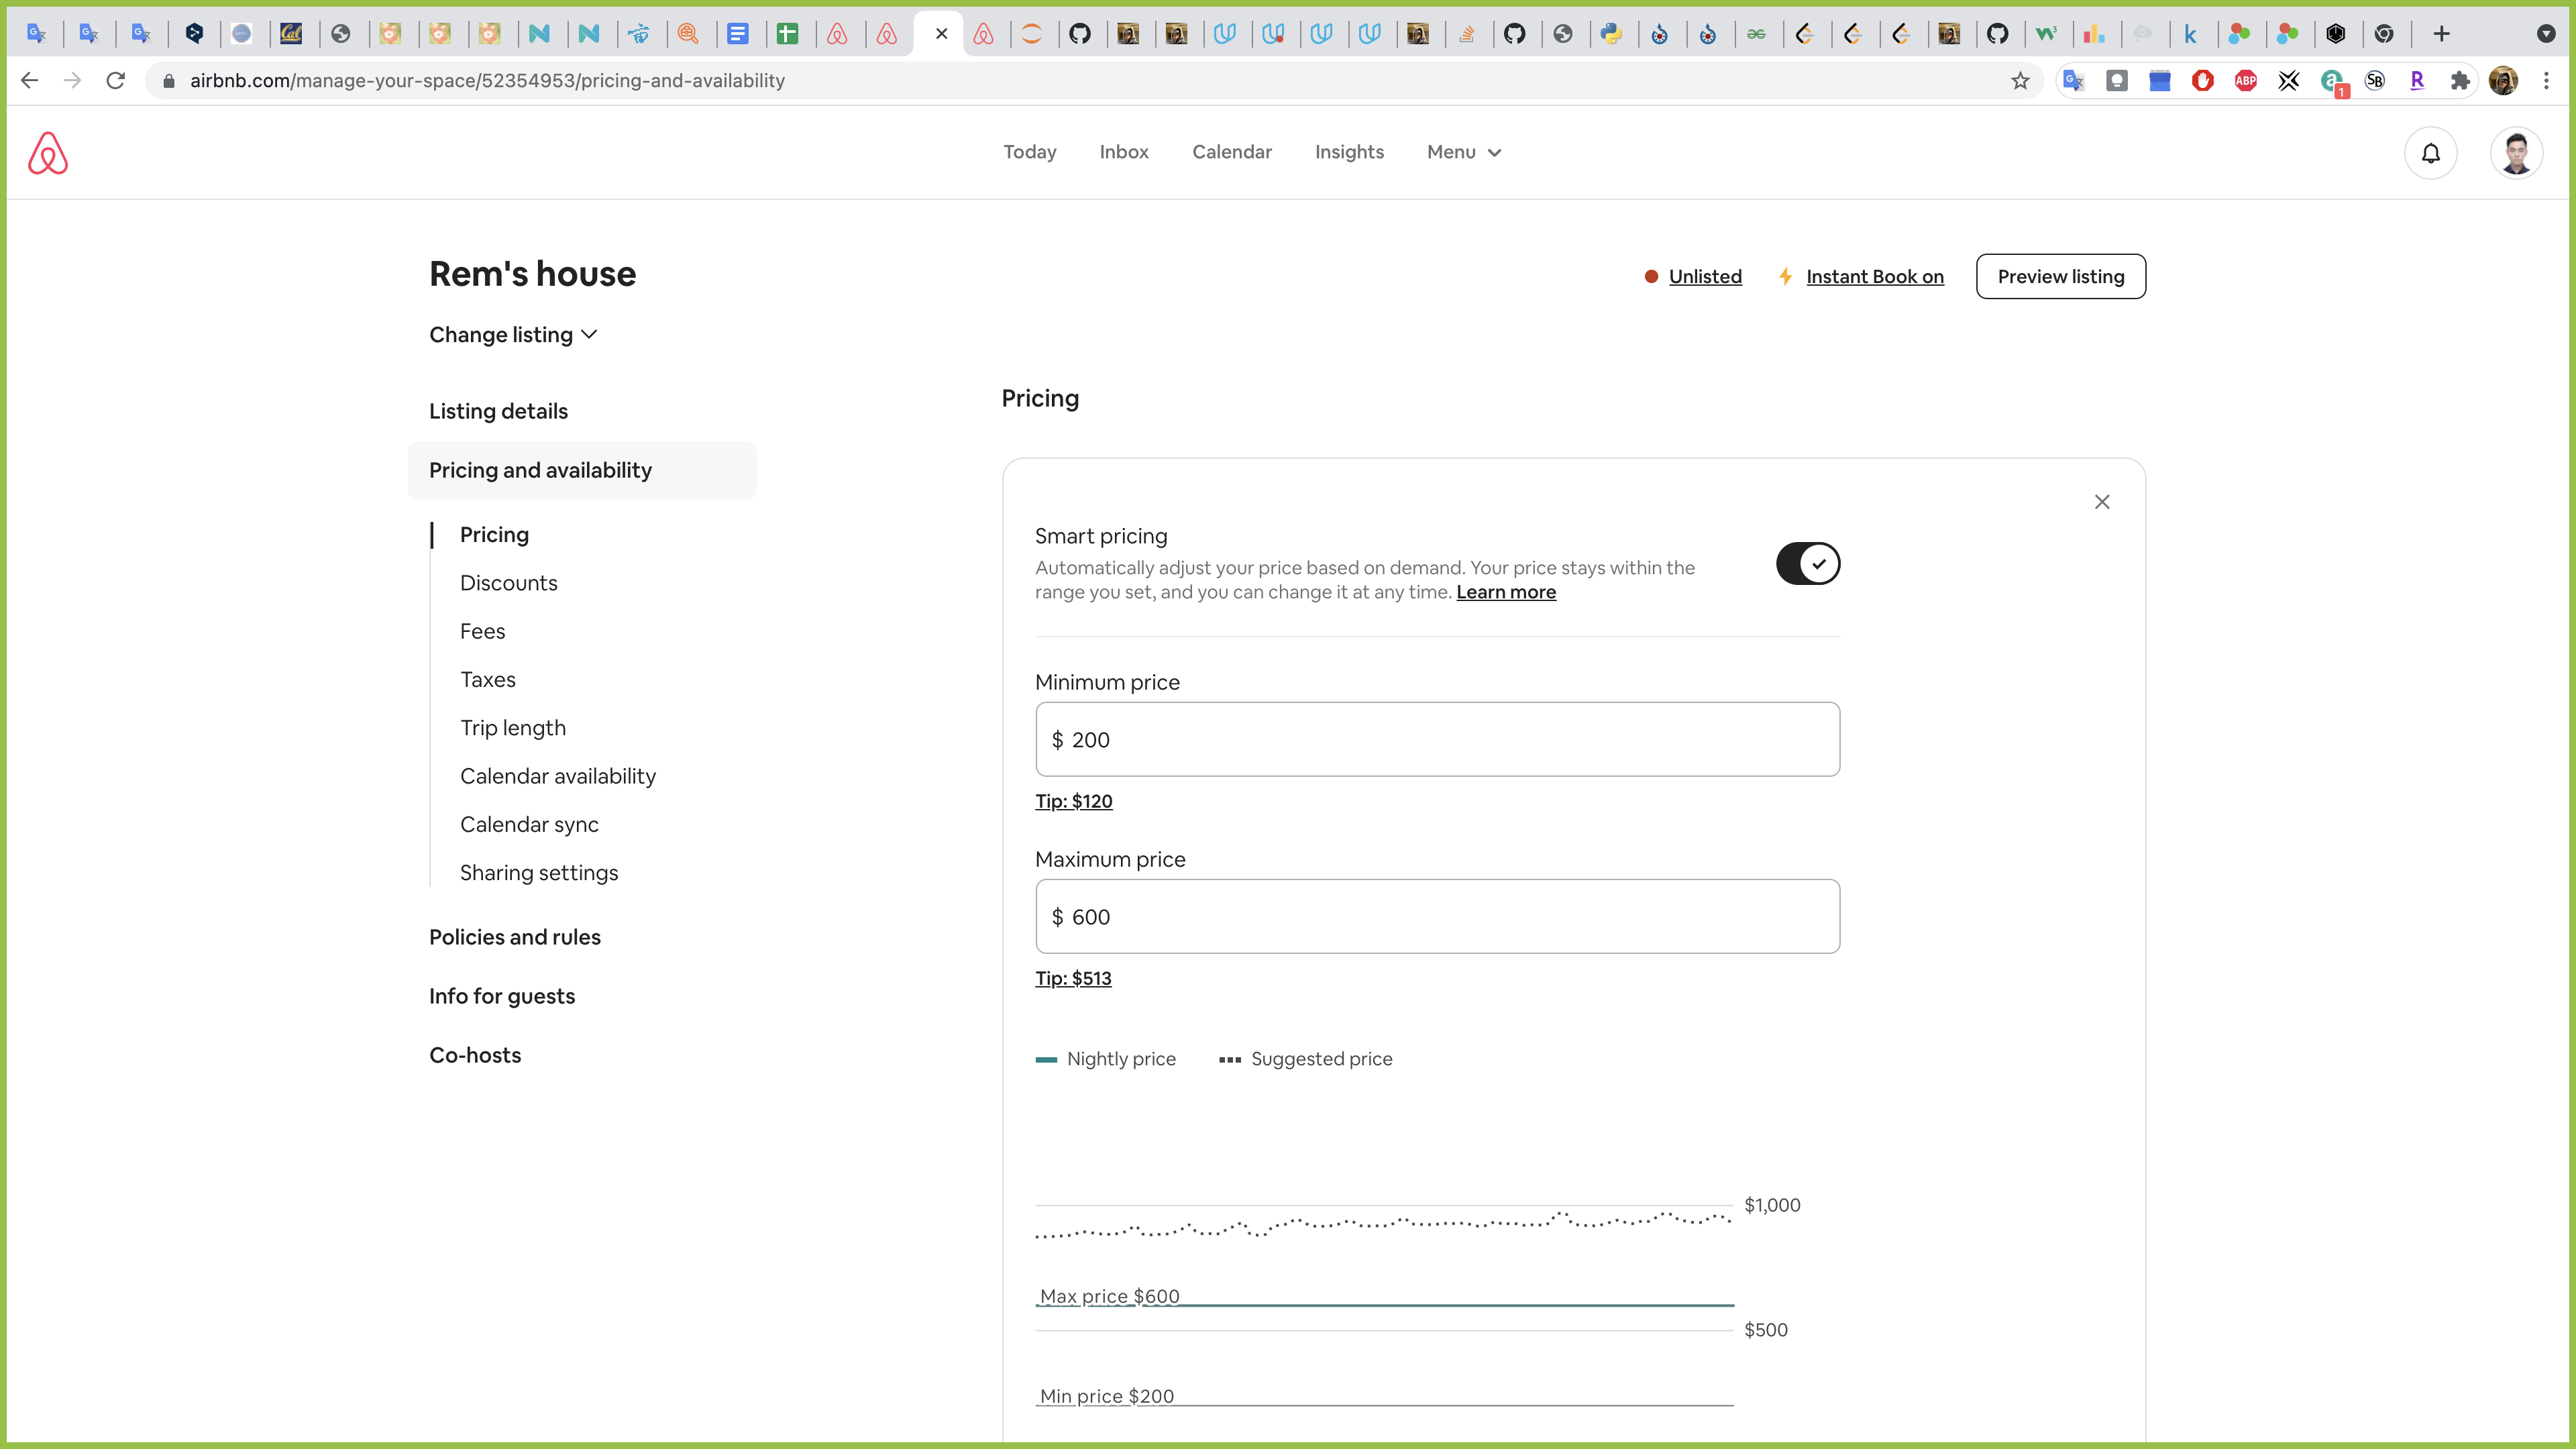 airbnb.com/manage-your-space/52354953/pricing-and-availability
ABP
1
SB
R
Today
Inbox
Calendar
Insights
Menu
Rem's house
Unlisted
Instant Book on
Preview listing
Change listing
Listing details
Pricing and availability
Pricing
Discounts
Fees
Taxes
Trip length
Calendar availability
Calendar sync
Sharing settings
Policies and rules
Info for guests
Co-hosts
Pricing
Smart pricing
Automatically adjust your price based on demand. Your price stays within the
range you set, and you can change it at any time. Learn more
Minimum price
$ 200
Tip: $120
Maximum price
$ 600
Tip: $513
Nightly price
Suggested price
$1,000
Max price $600
$500
Min price $200